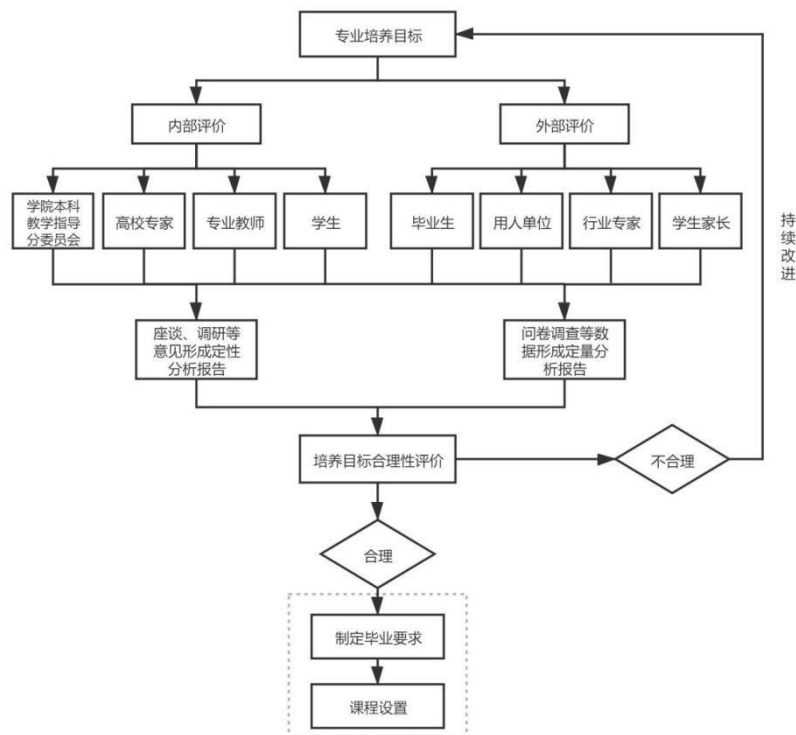 专业培养目标
内部评价
外部评价
学院本科
教学指导
分委员会
高校专家
专业教师
学生
毕业生
用人单位
行业专家
学生家长
持
续
改
进
座谈、调研等
意见形成定性
分析报告
问卷调查等数
据形成定量分
析报告
培养目标合理性评价
不合理
合理
制定毕业要求
课程设置